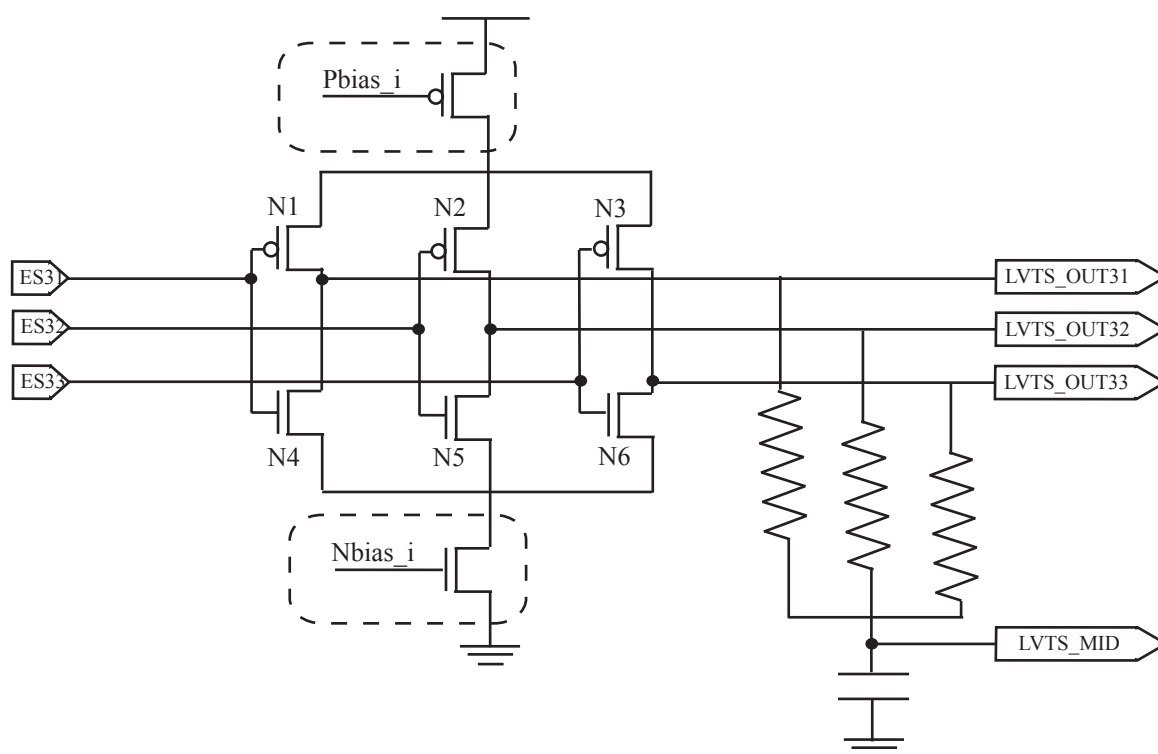 Pbias_i
N1
N2
N3
ES31
LVTS_OUT31
ES32
LVTS_OUT32
ES33
LVTS_OUT33
N4
N5
N6
Nbias_i
LVTS_MID